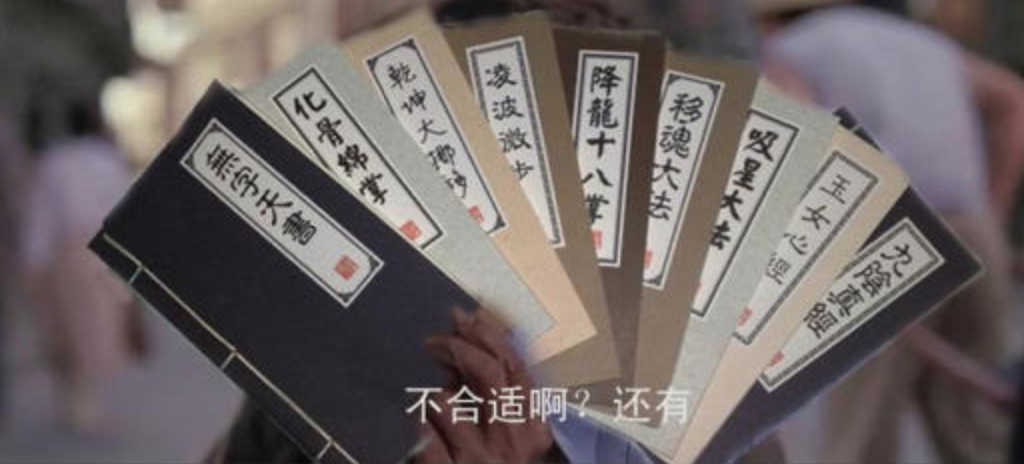 無字天書
化骨綿掌
乾坤大挪移
凌波微步
降龍十八掌
移魂大法
吸星大法
玉女心經
九陰真經
不合适啊？还有